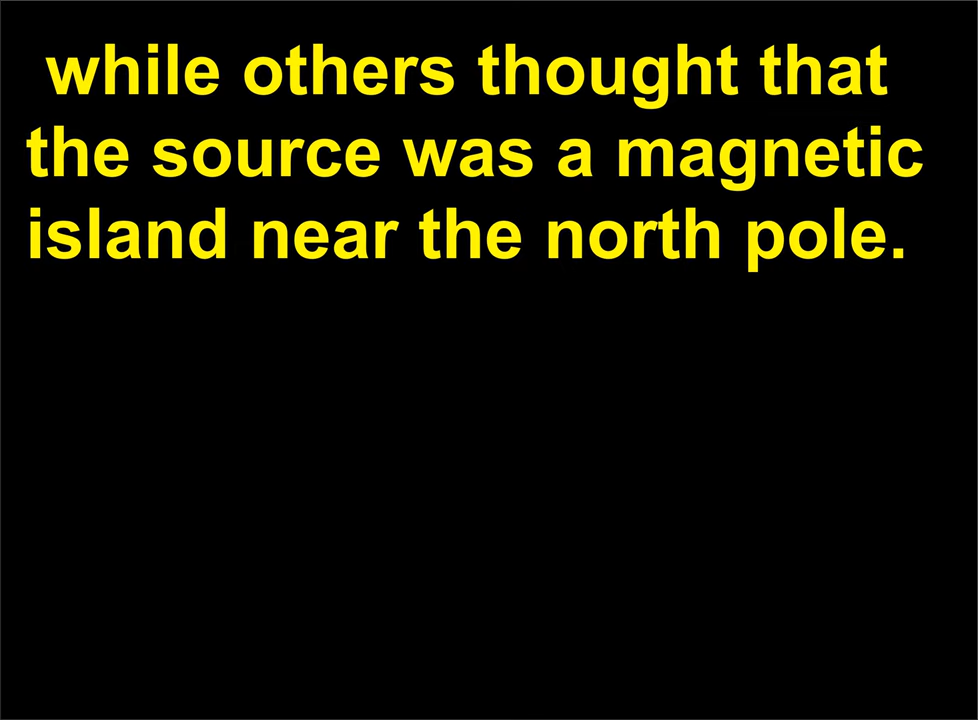 while others thought that
the source was a magnetic
island near the north pole.